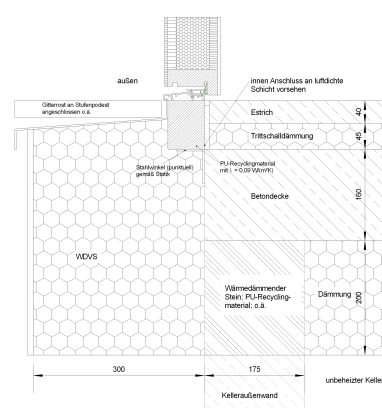 außen
innen Anschluss an luftdichte
Schicht vorsehen
Gitterrost an Stufenpodest
angeschlossen o.ä.
Estrich
40
Trittschalldämmung
45
Stahlwinkel (punktuell)
gemäß Statik
PU-Recyclingmaterial
mit λ = 0,09 W/(m²K)
Betondecke
160
WDVS
Wärmedämmender
Stein; PU-Recycling-
material; o.ä.
Dämmung
200
300
175
unbeheizter Keller
Kelleraußenwand